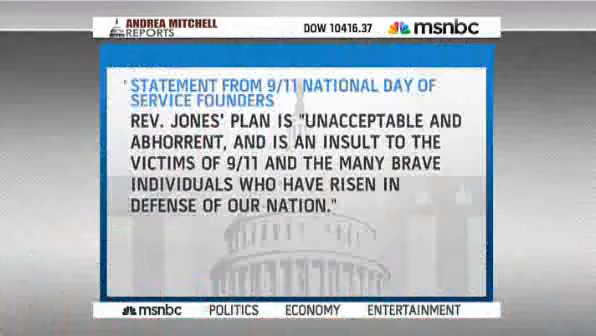 ANDREA MITCHELL
REPORTS
DOW 10416.37
msnbc
' STATEMENT FROM 9/11 NATIONAL DAY OF
SERVICE FOUNDERS
REV. JONES' PLAN IS "UNACCEPTABLE AND
ABHORRENT, AND IS AN INSULT TO THE
VICTIMS OF 9/11 AND THE MANY BRAVE
INDIVIDUALS WHO HAVE RISEN IN
DEFENSE OF OUR NATION."
msnbc POLITICS ECONOMY ENTERTAINMENT